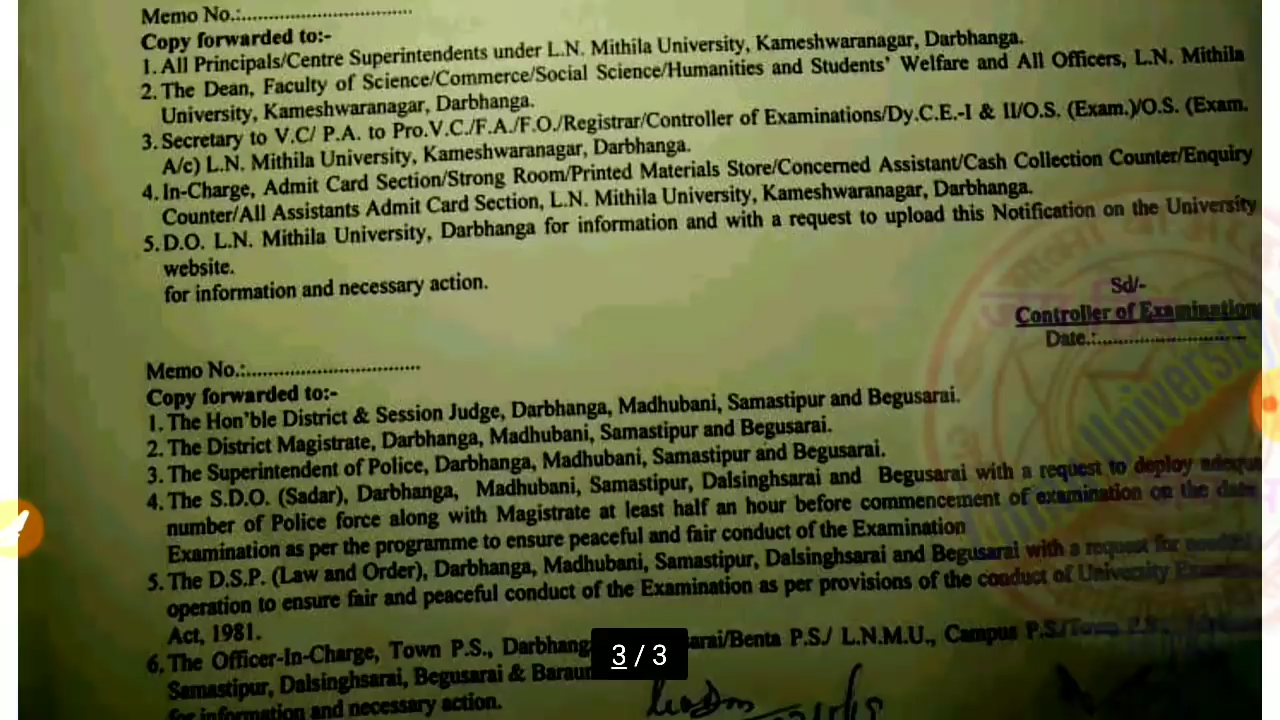 Memo No.:....................................
Copy forwarded to:-
1. All Principals/Centre Superintendents under L.N. Mithila University, Kameshwaranagar, Darbhanga.
2. The Dean, Faculty of Science/Commerce/Social Science/Humanities and Students' Welfare and All Officers, L.N. Mithila
University, Kameshwaranagar, Darbhanga.
3. Secretary to V.C/ P.A. to Pro.V.C./F.A./F.O./Registrar/Controller of Examinations/Dy.C.E.-I & II/O.S. (Exam.)/O.S. (Exam.
A/c) L.N. Mithila University, Kameshwaranagar, Darbhanga.
4. In-Charge, Admit Card Section/Strong Room/Printed Materials Store/Concerned Assistant/Cash Collection Counter/Enquiry
Counter/All Assistants Admit Card Section, L.N. Mithila University, Kameshwaranagar, Darbhanga.
5. D.O. L.N. Mithila University, Darbhanga for information and with a request to upload this Notification on the University
website.
for information and necessary action.
Sd/-
Controller of Examinations
Date.:..............................
Memo No.:....................................
Copy forwarded to:-
1. The Hon'ble District & Session Judge, Darbhanga, Madhubani, Samastipur and Begusarai.
2. The District Magistrate, Darbhanga, Madhubani, Samastipur and Begusarai.
3. The Superintendent of Police, Darbhanga, Madhubani, Samastipur and Begusarai.
4. The S.D.O. (Sadar), Darbhanga, Madhubani, Samastipur, Dalsinghsarai and Begusarai with a request to deploy adequa
number of Police force along with Magistrate at least half an hour before commencement of examination on the date
Examination as per the programme to ensure peaceful and fair conduct of the Examination
5. The D.S.P. (Law and Order), Darbhanga, Madhubani, Samastipur, Dalsinghsarai and Begusarai with a request for
operation to ensure fair and peaceful conduct of the Examination as per provisions of the conduct of University
Act, 1981.
6. The Officer-In-Charge, Town P.S., Darbhang arai/Benta P.S./ L.N.M.U., Campus P.S/Town
Samastipur, Dalsinghsarai, Begusarai & Baraun
for information and necessary action.
3 / 3
University